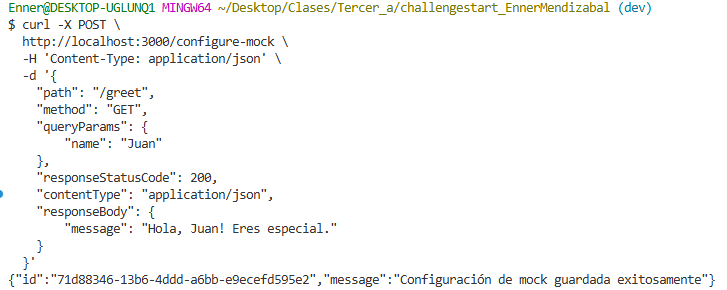 Enner@DESKTOP-UGLUNQ1 MINGW64 ~/Desktop/Clases/Tercer_a/challengestart_EnnerMendizabal (dev)
$ curl -X POST \
  http://localhost:3000/configure-mock \
  -H 'Content-Type: application/json' \
  -d '{
    "path": "/greet",
    "method": "GET",
    "queryParams": {
        "name": "Juan"
    },
    "responseStatusCode": 200,
    "contentType": "application/json",
    "responseBody": {
        "message": "Hola, Juan! Eres especial."
    }
  }'
{"id":"71d88346-13b6-4ddd-a6bb-e9ecefd595e2","message":"Configuración de mock guardada exitosamente"}